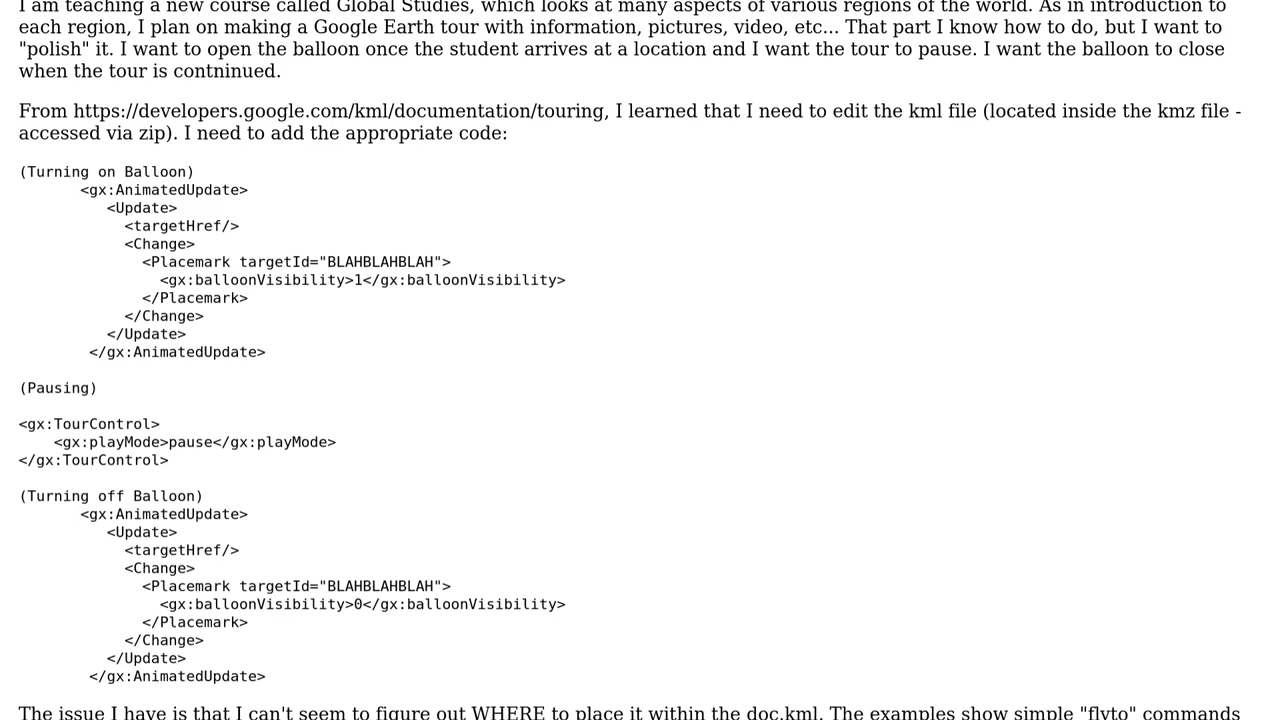 I am teaching a new course called Global Studies, which looks at many aspects of various regions of the world. As in introduction to
each region, I plan on making a Google Earth tour with information, pictures, video, etc... That part I know how to do, but I want to
"polish" it. I want to open the balloon once the student arrives at a location and I want the tour to pause. I want the balloon to close
when the tour is contninued.
From https://developers.google.com/kml/documentation/touring, I learned that I need to edit the kml file (located inside the kmz file -
accessed via zip). I need to add the appropriate code:
(Turning on Balloon)
<gx:AnimatedUpdate>
<Update>
<targetHref/>
<Change>
<Placemark targetId="BLAHBLAHBLAH">
<gx:balloonVisibility>1</gx:balloonVisibility>
</Placemark>
</Change>
</Update>
</gx:AnimatedUpdate>
(Pausing)
<gx:TourControl>
<gx:playMode>pause</gx:playMode>
</gx:TourControl>
(Turning off Balloon)
<gx:AnimatedUpdate>
<Update>
<targetHref/>
<Change>
<Placemark targetId="BLAHBLAHBLAH">
<gx:balloonVisibility>0</gx:balloonVisibility>
</Placemark>
</Change>
</Update>
</gx:AnimatedUpdate>
The issue I have is that I can't seem to figure out WHERE to place it within the doc.kml. The examples show simple "flyto" commands